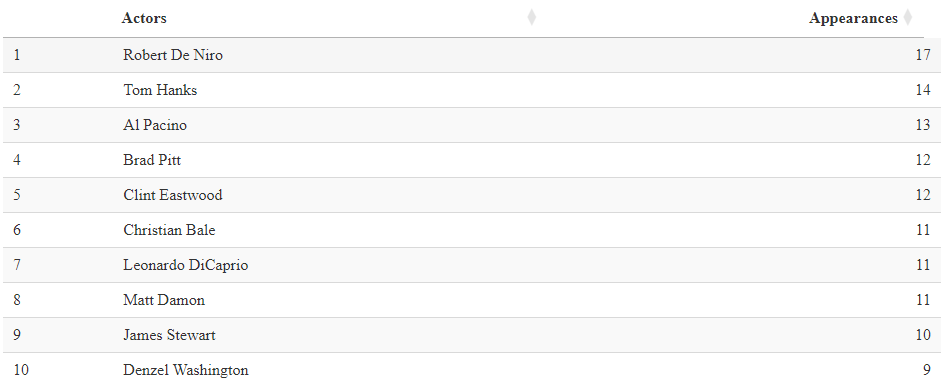 Actors Appearances
1 Robert De Niro 17
2 Tom Hanks 14
3 Al Pacino 13
4 Brad Pitt 12
5 Clint Eastwood 12
6 Christian Bale 11
7 Leonardo DiCaprio 11
8 Matt Damon 11
9 James Stewart 10
10 Denzel Washington 9